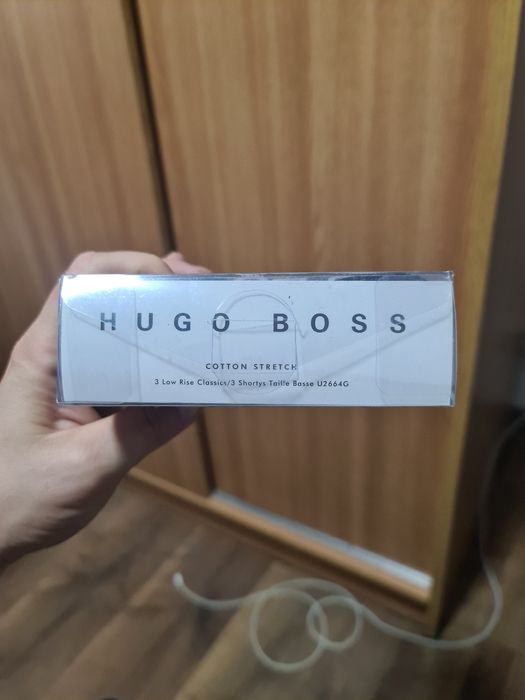 HUGO BOSS
COTTON STRETCH
3 Low Rise Classics/3 Shortys Taille Basse U2664G